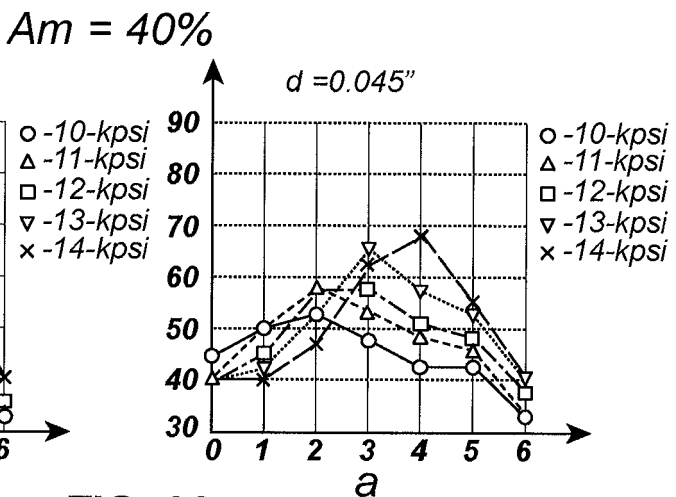 Am = 40%
d =0.045”
-10-kpsi
-11-kpsi
-12-kpsi
-13-kpsi
-14-kpsi
6
90
80
70
60
50
40
30
0 1 2 3 4 5 6
a
-10-kpsi
-11-kpsi
-12-kpsi
-13-kpsi
-14-kpsi